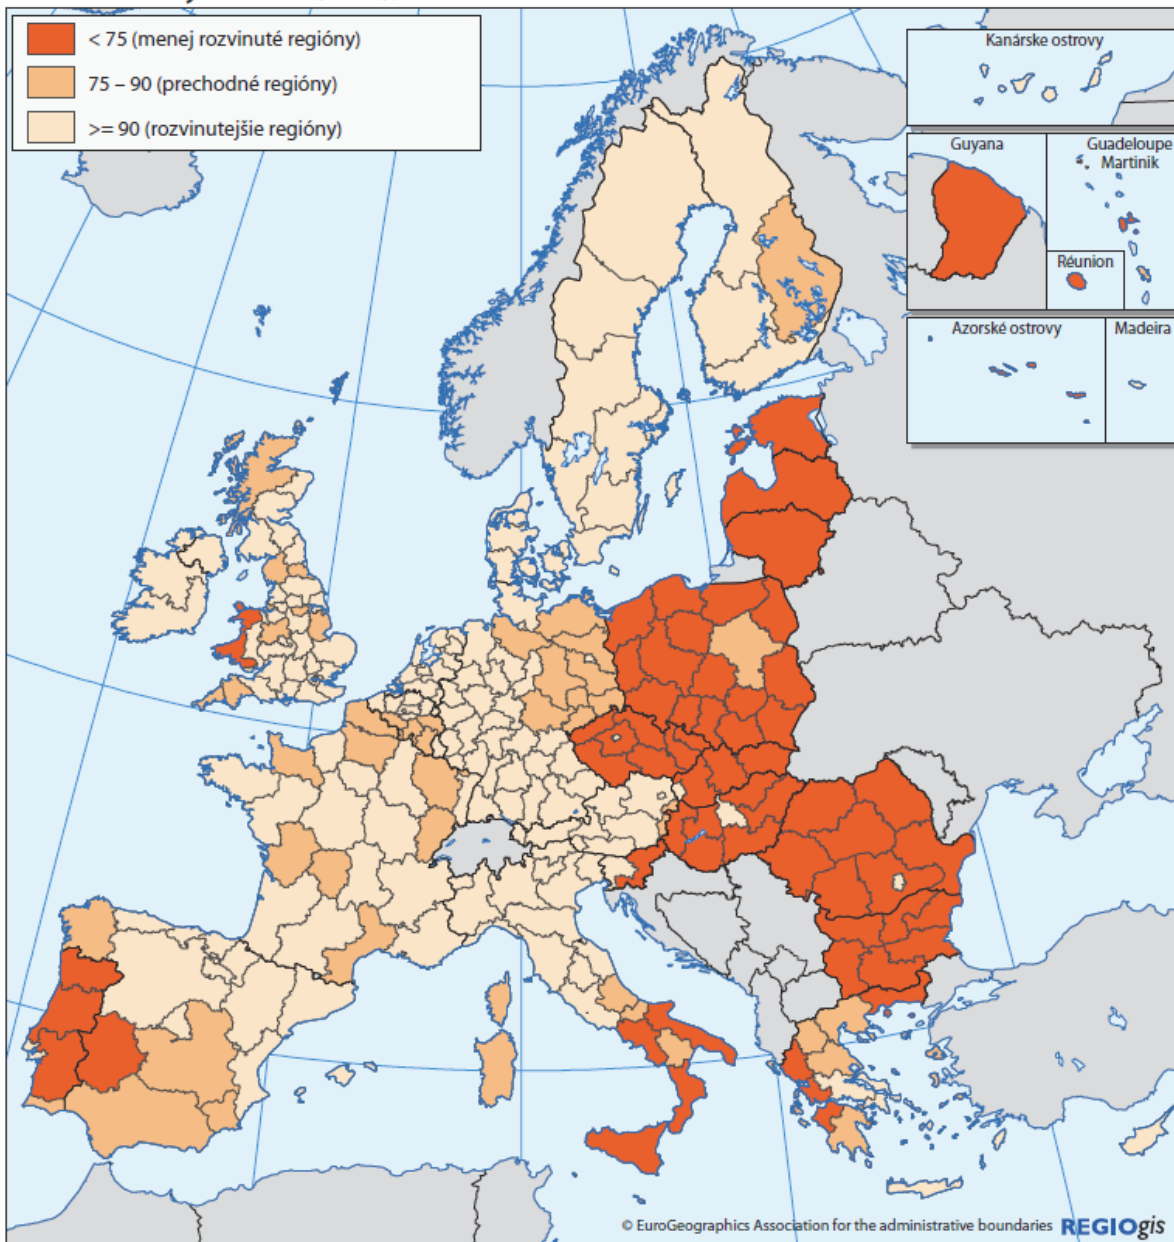 < 75 (menej rozvinuté regióny)
75 – 90 (prechodné regióny)
>= 90 (rozvinutejšie regióny)
Kanárske ostrovy
Guyana
Guadeloupe
Martinik
Réunion
Azorské ostrovy
Madeira
© EuroGeographics Association for the administrative boundaries
REGIOgis